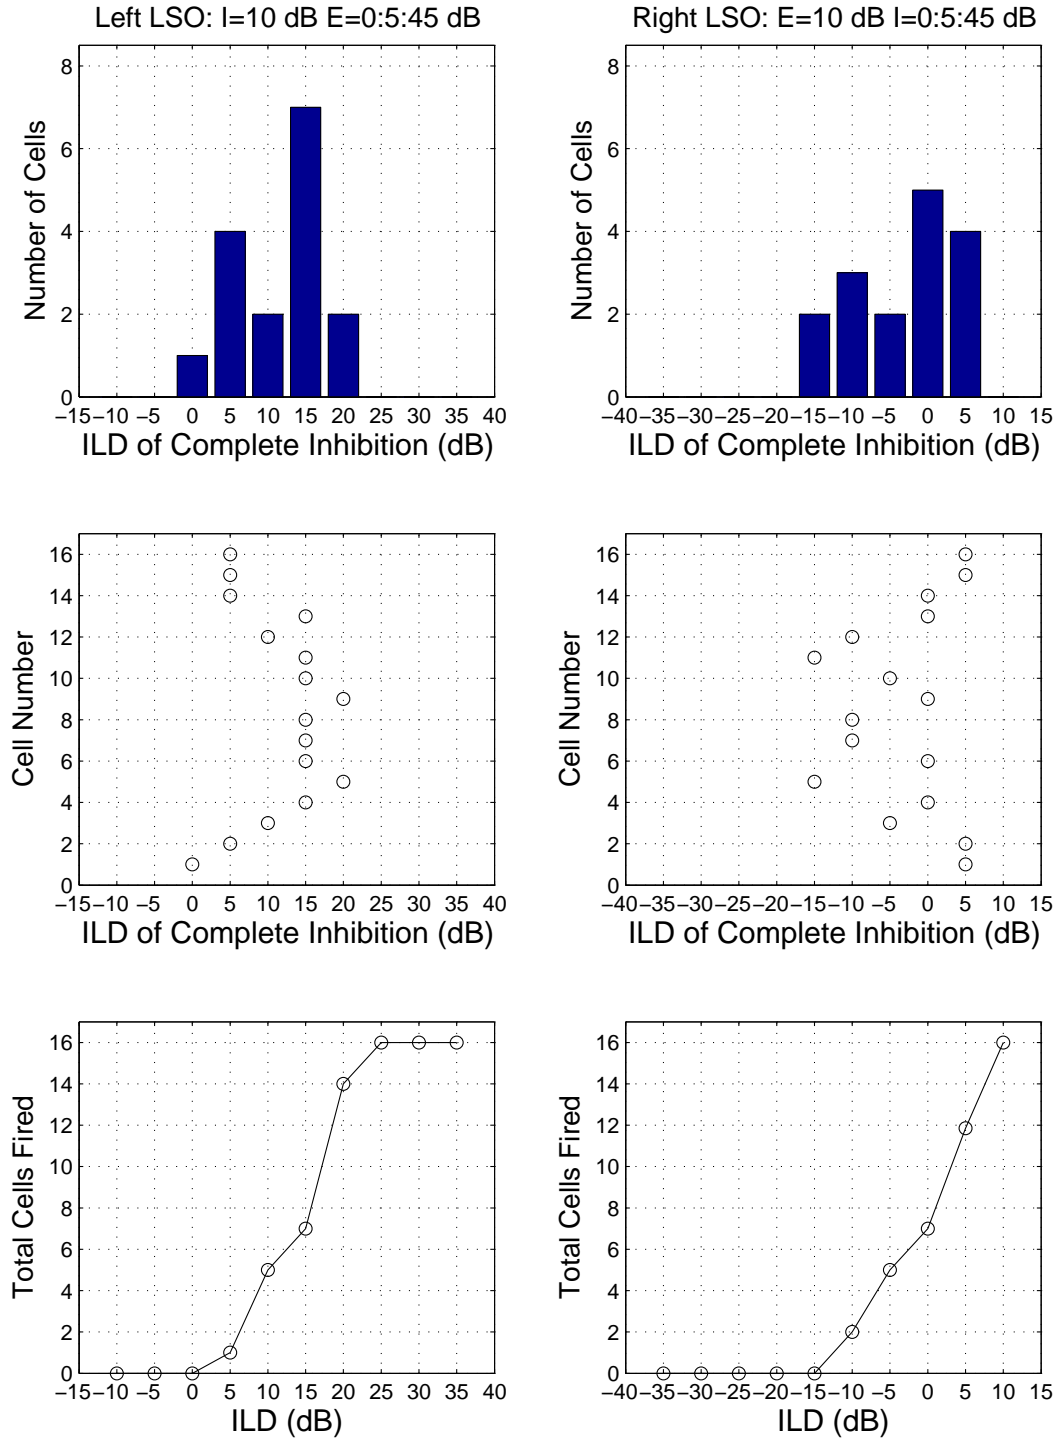 Left LSO: I=10 dB E=0:5:45 dB
8
6
4
2
0
Number of Cells
−15 −10 −5 0 5 10 15 20 25 30 35 40
ILD of Complete Inhibition (dB)
Right LSO: E=10 dB I=0:5:45 dB
8
6
4
2
0
Number of Cells
−40 −35 −30 −25 −20 −15 −10 −5 0 5 10 15
ILD of Complete Inhibition (dB)
16
14
12
10
8
6
4
2
0
Cell Number
−15 −10 −5 0 5 10 15 20 25 30 35 40
ILD of Complete Inhibition (dB)
16
14
12
10
8
6
4
2
0
Cell Number
−40 −35 −30 −25 −20 −15 −10 −5 0 5 10 15
ILD of Complete Inhibition (dB)
16
14
12
10
8
6
4
2
0
Total Cells Fired
−15 −10 −5 0 5 10 15 20 25 30 35 40
ILD (dB)
16
14
12
10
8
6
4
2
0
Total Cells Fired
−40 −35 −30 −25 −20 −15 −10 −5 0 5 10 15
ILD (dB)